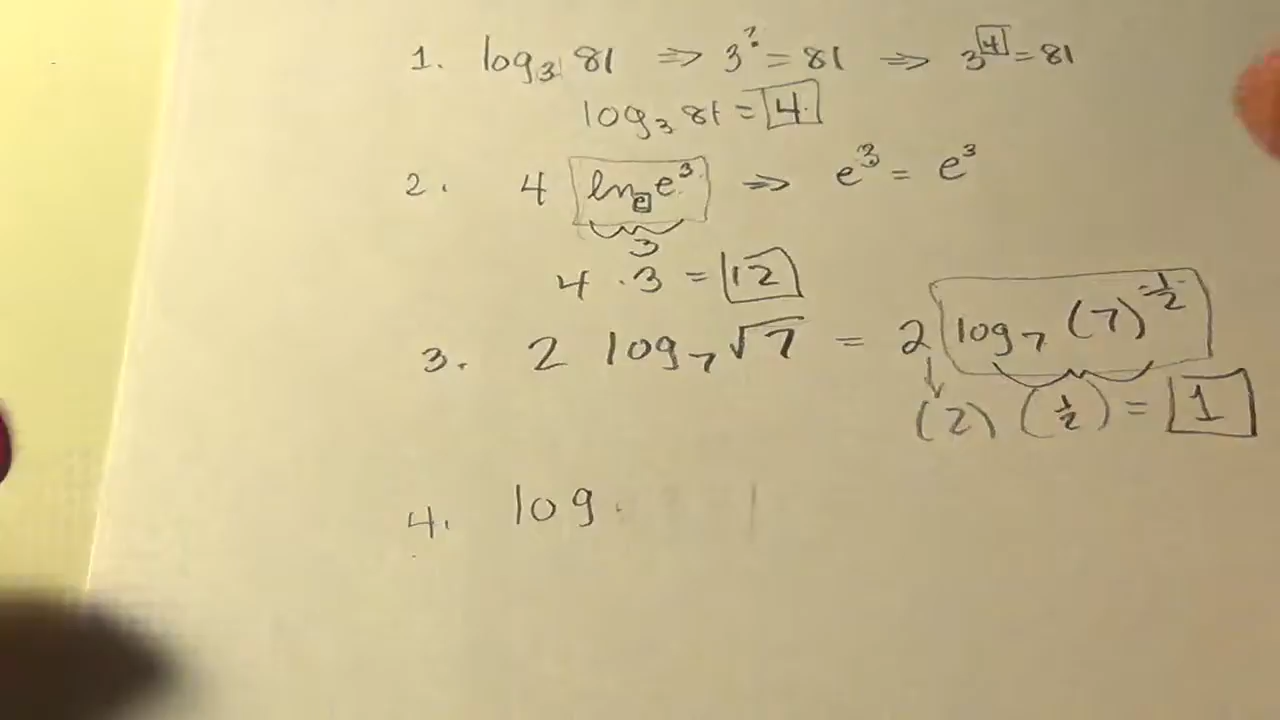 1. log₃ 81 ⇒ 3^? = 81 ⇒ 3^4 = 81
log₃ 81 = 4
2. 4 lnₑ e³ ⇒ e³ = e³
3
4 · 3 = 12
3. 2 log₇ √7 = 2 log₇ (7)^½
(2) (½) = 1
4. log